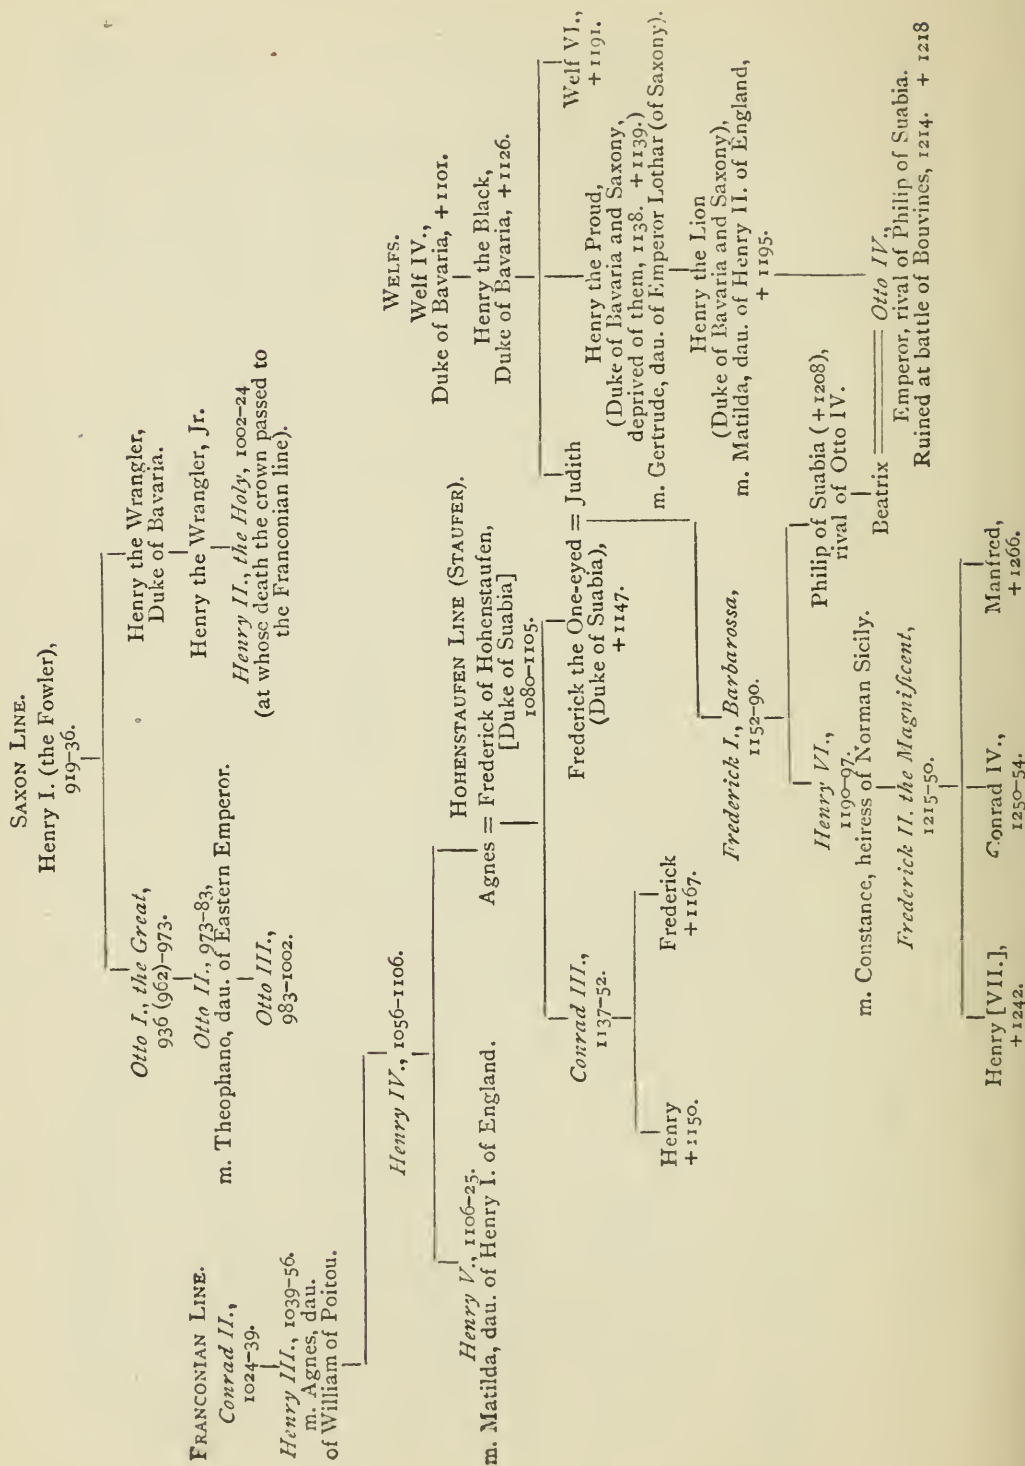 SAXON LINE.
Henry I. (the Fowler),
919–36.
Otto I., the Great,
936 (962)–973.
Otto II., 973–83,
m. Theophano, dau. of Eastern Emperor.
Otto III.,
983–1002.
Henry the Wrangler,
Duke of Bavaria.
Henry the Wrangler, Jr.
Henry II., the Holy, 1002–24
(at whose death the crown passed to
the Franconian line).
FRANCONIAN LINE.
Conrad II.,
1024–39.
Henry III., 1039–56.
m. Agnes, dau.
of William of Poitou.
Henry IV., 1056–1106.
Henry V., 1106–25.
m. Matilda, dau. of Henry I. of England.
HOHENSTAUFEN LINE (STAUFER).
Agnes = Frederick of Hohenstaufen,
[Duke of Suabia]
1080–1105.
Conrad III.,
1137–52.
Henry
+ 1150.
Frederick
+ 1167.
Frederick the One-eyed = Judith
(Duke of Suabia),
+ 1147.
WELFS.
Welf IV.,
Duke of Bavaria, + 1101.
Henry the Black,
Duke of Bavaria, + 1126.
Welf VI.,
+ 1191.
Henry the Proud,
(Duke of Bavaria and Saxony,
deprived of them, 1138. + 1139.)
m. Gertrude, dau. of Emperor Lothar (of Saxony).
Henry the Lion
(Duke of Bavaria and Saxony),
m. Matilda, dau. of Henry II. of England,
+ 1195.
Frederick I., Barbarossa,
1152–90.
Henry VI.,
1190–97.
m. Constance, heiress of Norman Sicily.
Philip of Suabia (+ 1208),
rival of Otto IV.
Beatrix = Otto IV.,
Emperor, rival of Philip of Suabia.
Ruined at battle of Bouvines, 1214. + 1218
Frederick II. the Magnificent,
1215–50.
Henry [VII.],
+ 1242.
Conrad IV.,
1250–54.
Manfred,
+ 1266.